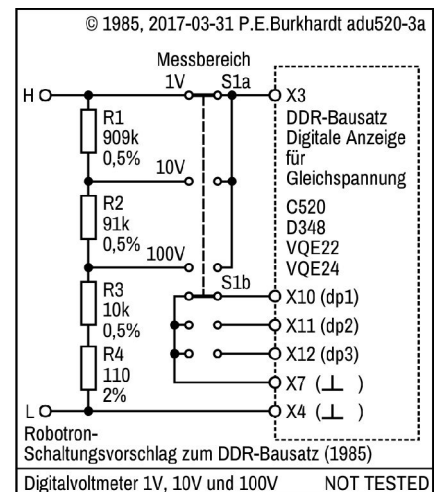 © 1985, 2017-03-31 P.E.Burkhardt adu520-3a
Messbereich
1V S1a
H X3
R1
909k
0,5%
DDR-Bausatz
Digitale Anzeige
für
Gleichspannung
10V
R2
91k
0,5%
C520
D348
VQE22
VQE24
100V
S1b
R3
10k
0,5%
X10 (dp1)
X11 (dp2)
R4
110
2%
X12 (dp3)
X7 (⊥ )
L X4 (⊥ )
Robotron-
Schaltungsvorschlag zum DDR-Bausatz (1985)
Digitalvoltmeter 1V, 10V und 100V NOT TESTED